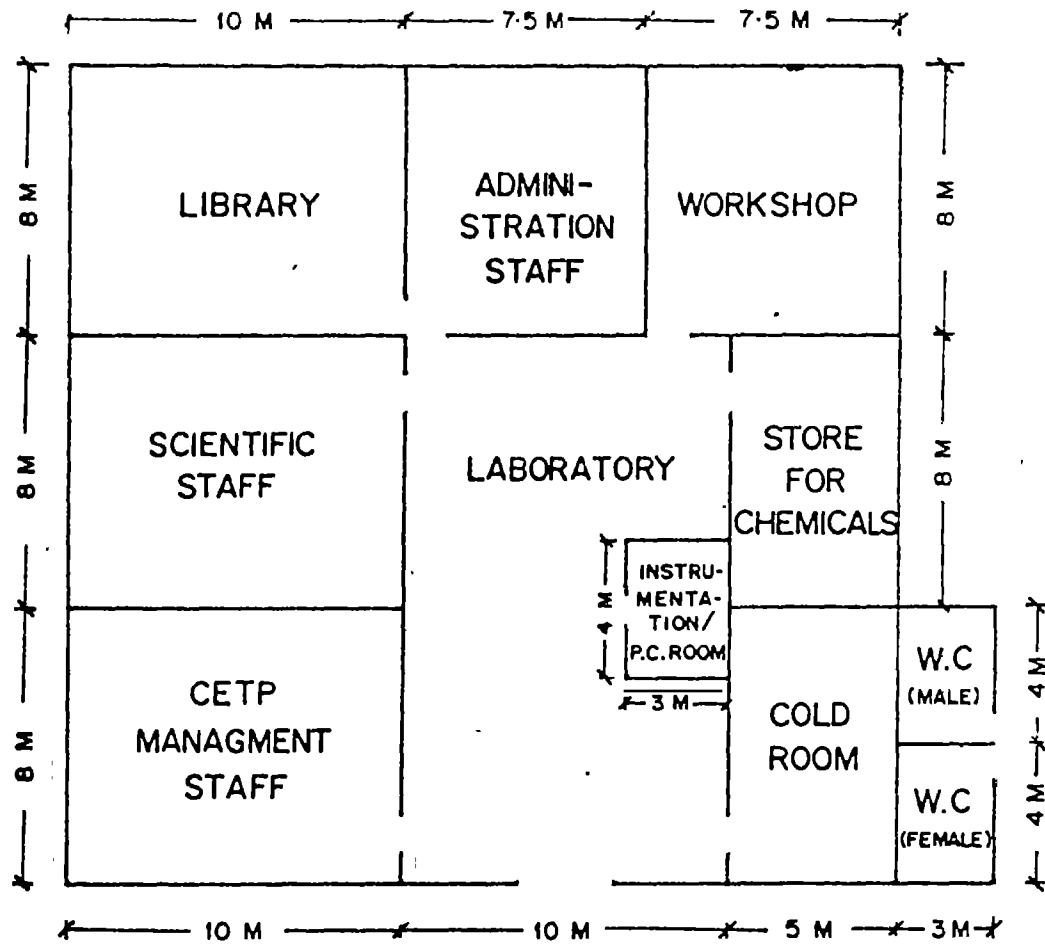 10 M
7.5 M
7.5 M
8 M
LIBRARY
ADMINI-
STRATION
STAFF
WORKSHOP
8 M
8 M
SCIENTIFIC
STAFF
LABORATORY
STORE
FOR
CHEMICALS
8 M
4 M
INSTRU-
MENTA-
TION/
P.C. ROOM
3 M
8 M
CETP
MANAGMENT
STAFF
COLD
ROOM
W.C
(MALE)
4 M
W.C
(FEMALE)
4 M
10 M
10 M
5 M
3 M